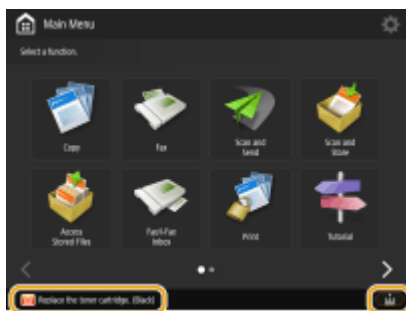 Main Menu
Select a function.
Copy
Fax
Scan and
Send
Scan and
Store
Access
Stored Files
Fax/I-Fax
Inbox
Print
Tutorial
Replace the toner cartridge. (Black)